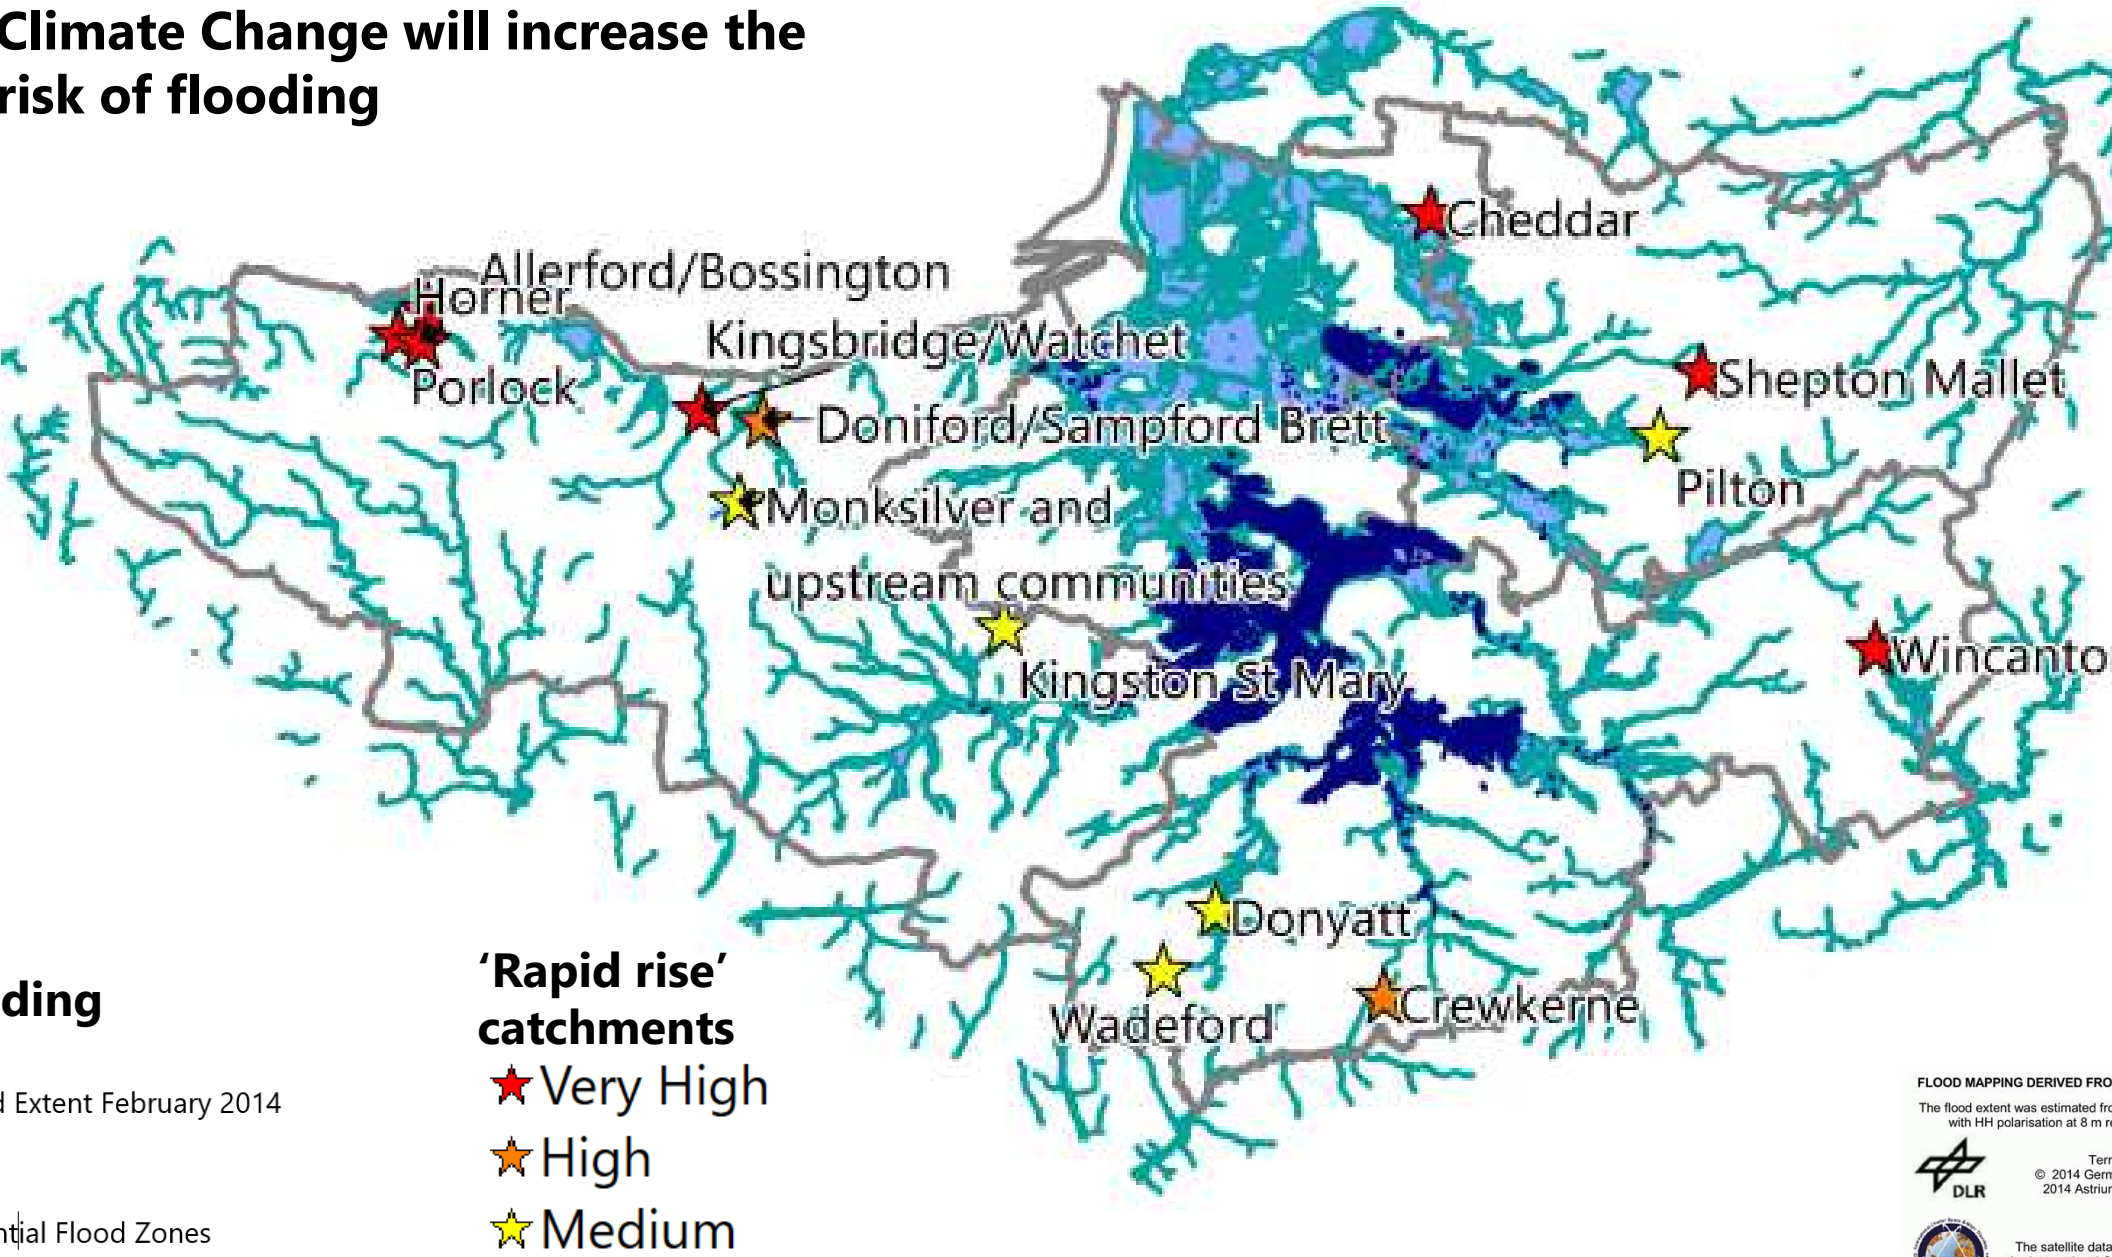 Climate Change will increase the
risk of flooding
Cheddar
Allerford/Bossington
Horner
Kingsbridge/Watchet
Porlock
Shepton Mallet
Doniford/Sampford Brett
Pilton
Monksilver and
upstream communities
Kingston St Mary
Wincanto
Donyatt
Wadeford
Crewkerne
ding
d Extent February 2014
ntial Flood Zones
‘Rapid rise’
catchments
Very High
High
Medium
FLOOD MAPPING DERIVED FRO
The flood extent was estimated fro
with HH polarisation at 8 m re
Terr
© 2014 Germ
2014 Astriu
DLR
The satellite data